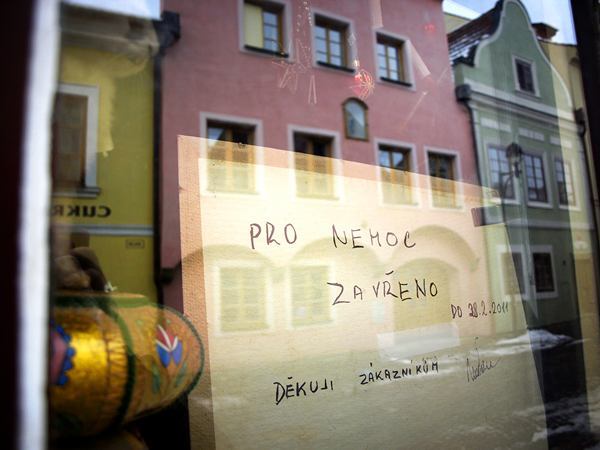 CUKR
PRO NEMOC
ZAVŘENO
DO 28.2.2011
DĚKUJI ZÁKAZNÍKŮM